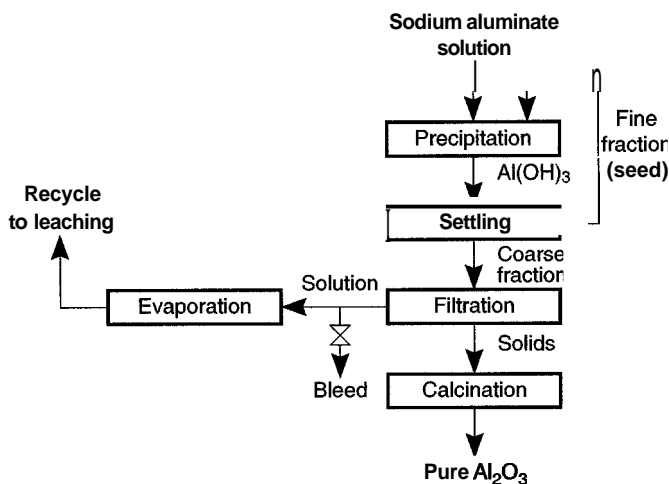 Sodium aluminate
solution
Precipitation
Fine
fraction
(seed)
Al(OH)₃
Settling
Recycle
to leaching
Coarse
fraction
Solution
Evaporation
Filtration
Solids
Bleed
Calcination
Pure Al₂O₃